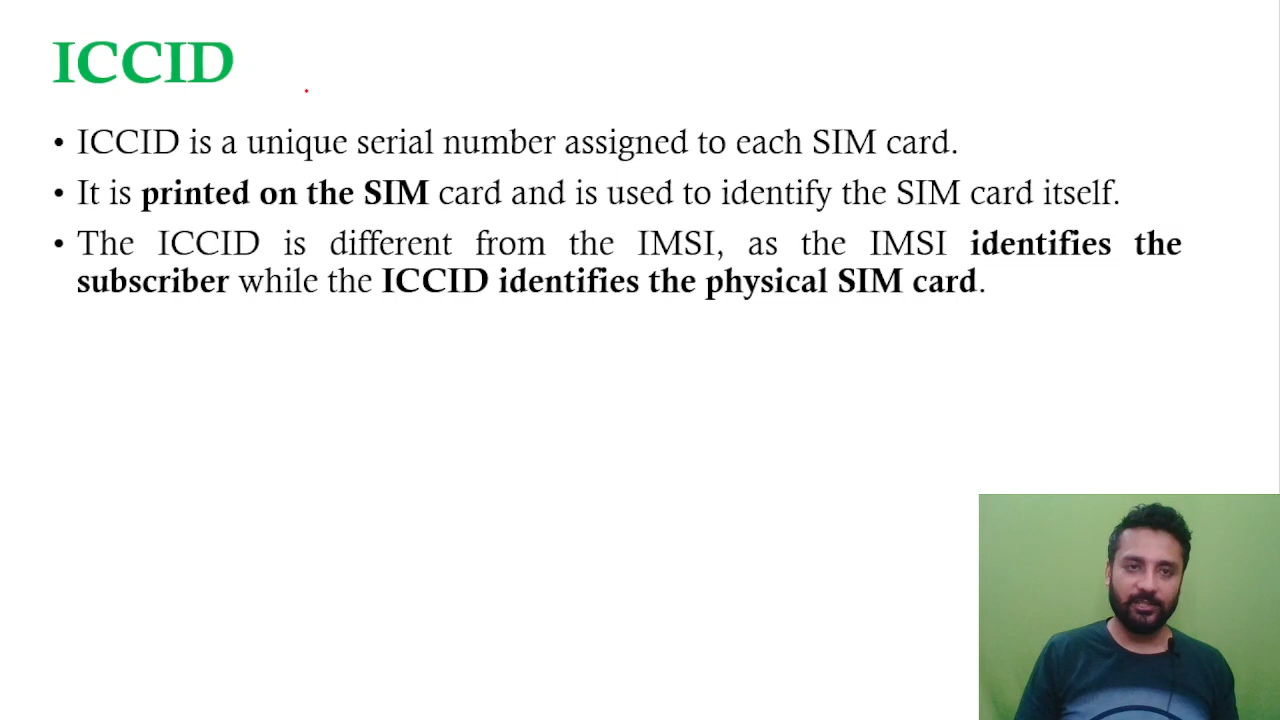 ICCID
• ICCID is a unique serial number assigned to each SIM card.
• It is printed on the SIM card and is used to identify the SIM card itself.
• The ICCID is different from the IMSI, as the IMSI identifies the
subscriber while the ICCID identifies the physical SIM card.